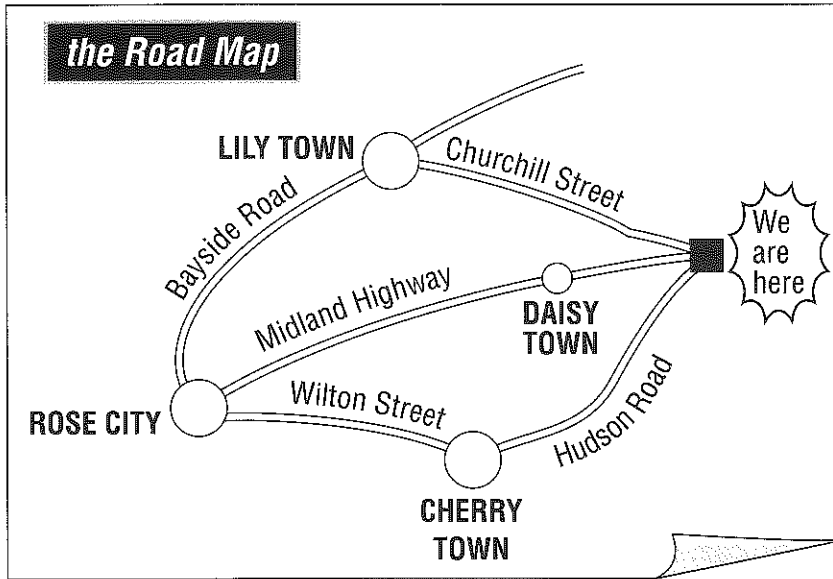 the Road Map
LILY TOWN
Churchill Street
Bayside Road
We
are
here
Midland Highway
DAISY
TOWN
ROSE CITY
Wilton Street
Hudson Road
CHERRY
TOWN